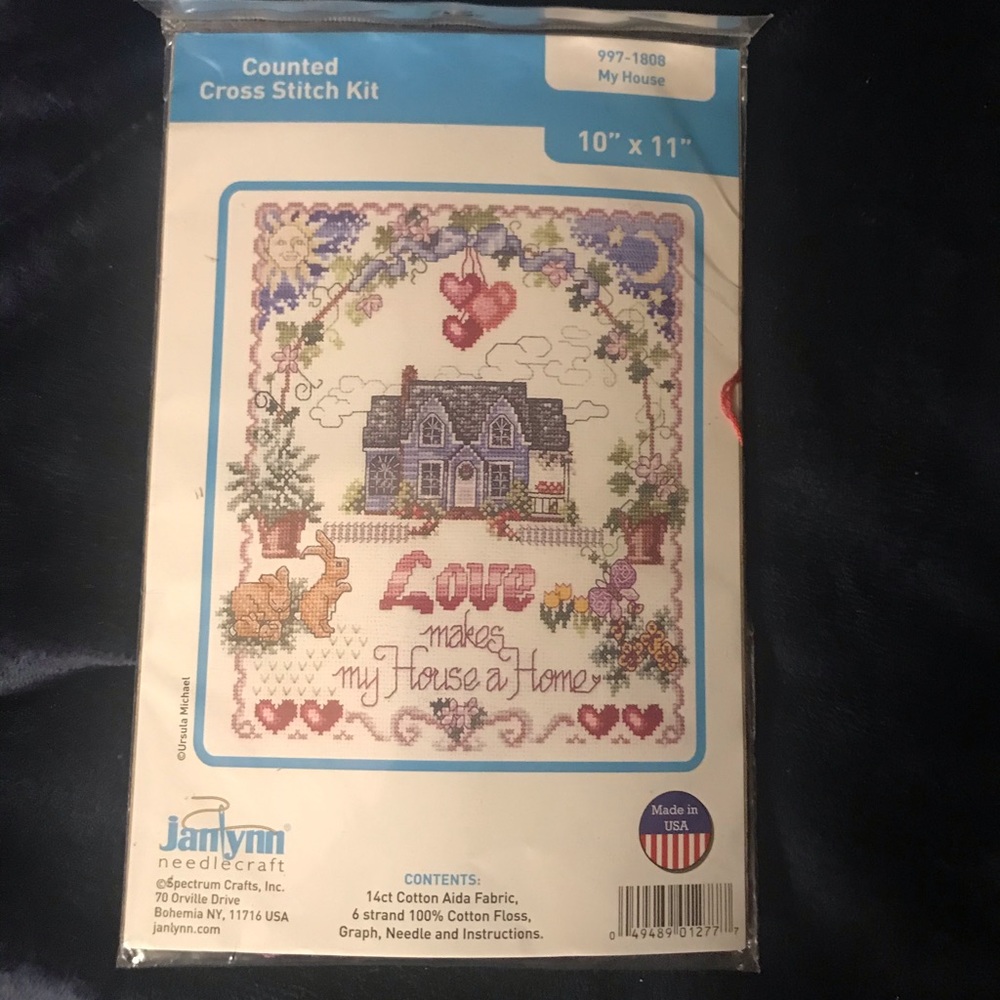 Counted
Cross Stitch Kit
997-1808
My House
10” x 11”
Love
makes
my House a Home
©Ursula Michael
janlynn®
needlecraft
©Spectrum Crafts, Inc.
70 Orville Drive
Bohemia NY, 11716 USA
janlynn.com
CONTENTS:
14ct Cotton Aida Fabric,
6 strand 100% Cotton Floss,
Graph, Needle and Instructions.
Made in
USA
0 49489 01277 7